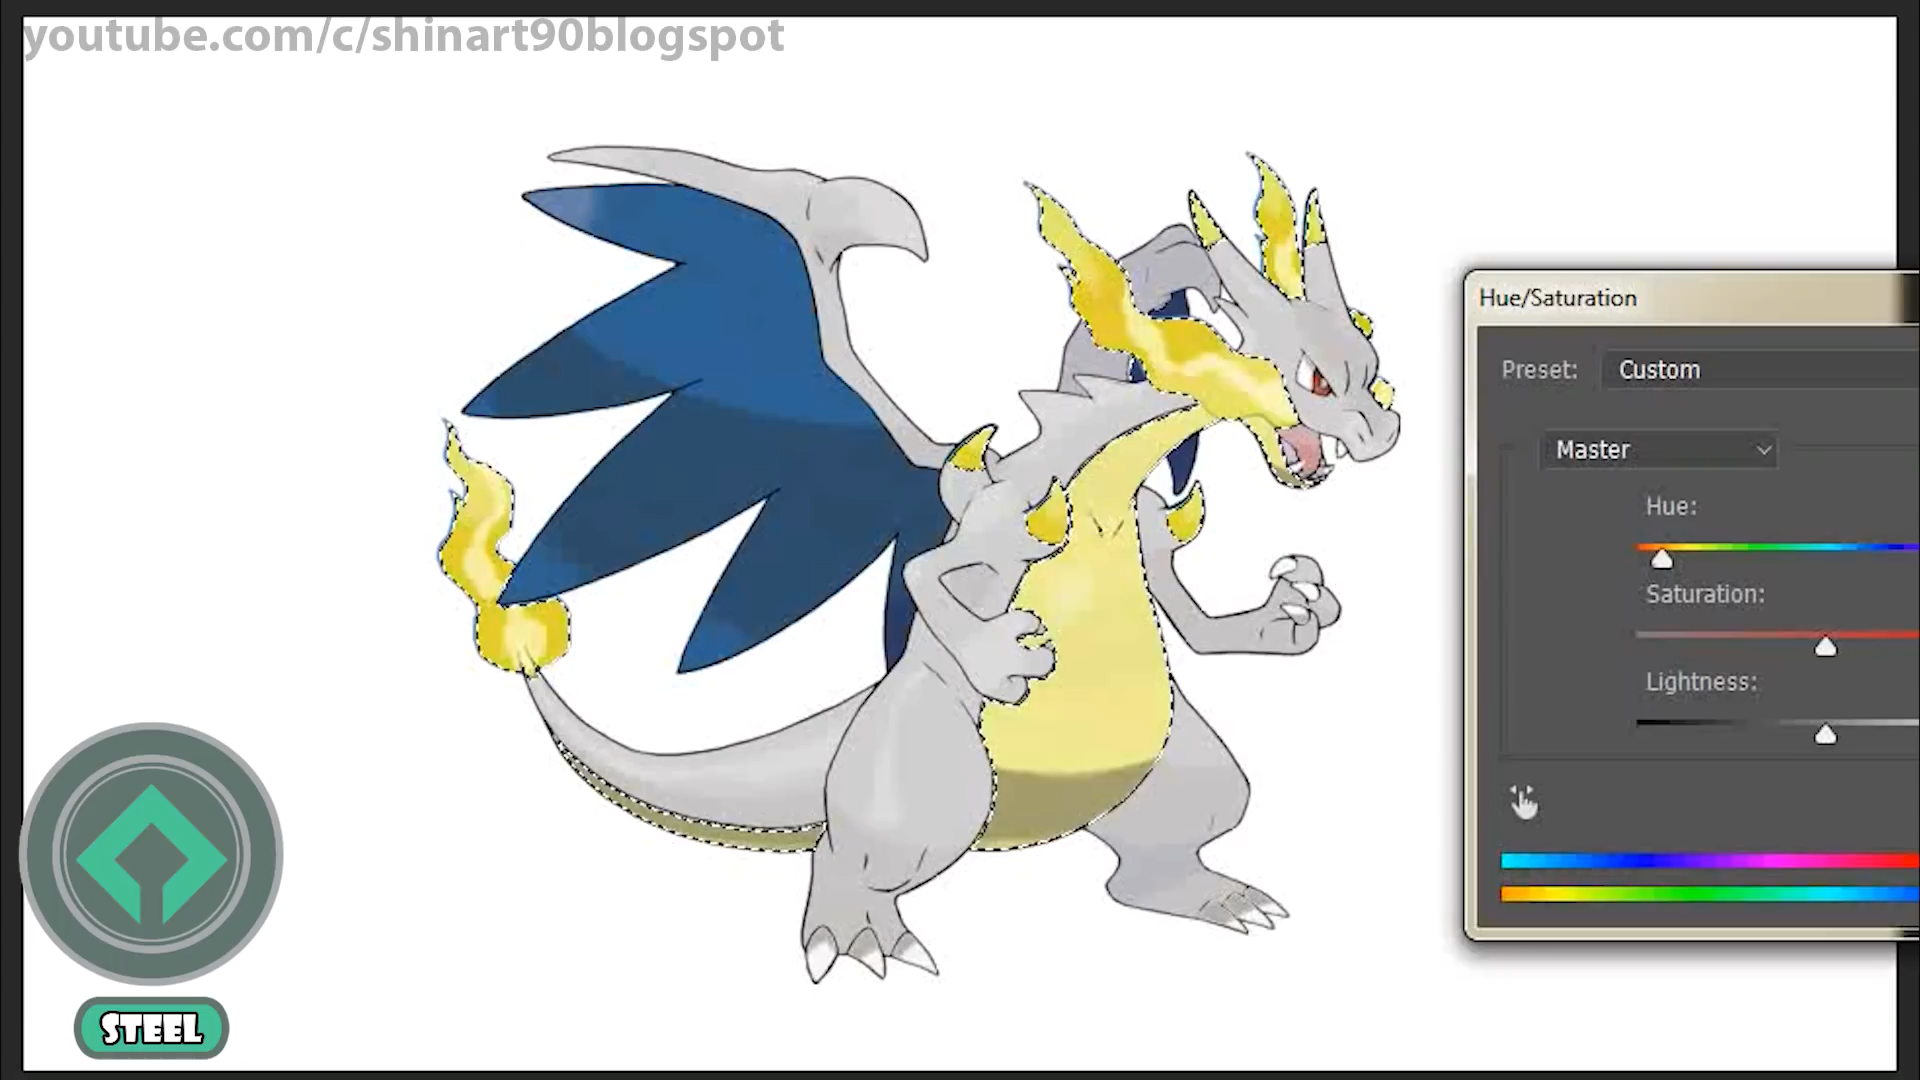 youtube.com/c/shinart90blogspot
Hue/Saturation
Preset: Custom
Master
Hue:
Saturation:
Lightness:
STEEL